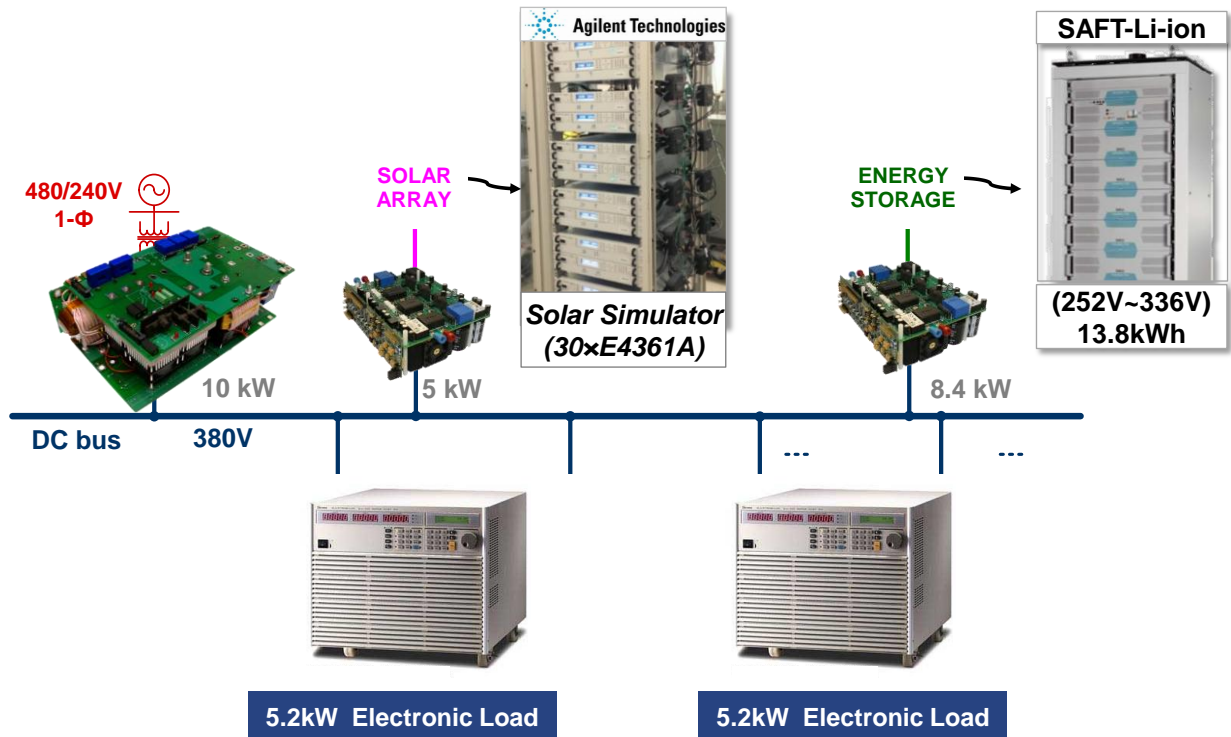 Agilent Technologies
SAFT-Li-ion
480/240V
1-Φ
SOLAR
ARRAY
ENERGY
STORAGE
Solar Simulator
(30×E4361A)
(252V~336V)
13.8kWh
10 kW
5 kW
8.4 kW
DC bus
380V
---
---
5.2kW Electronic Load
5.2kW Electronic Load